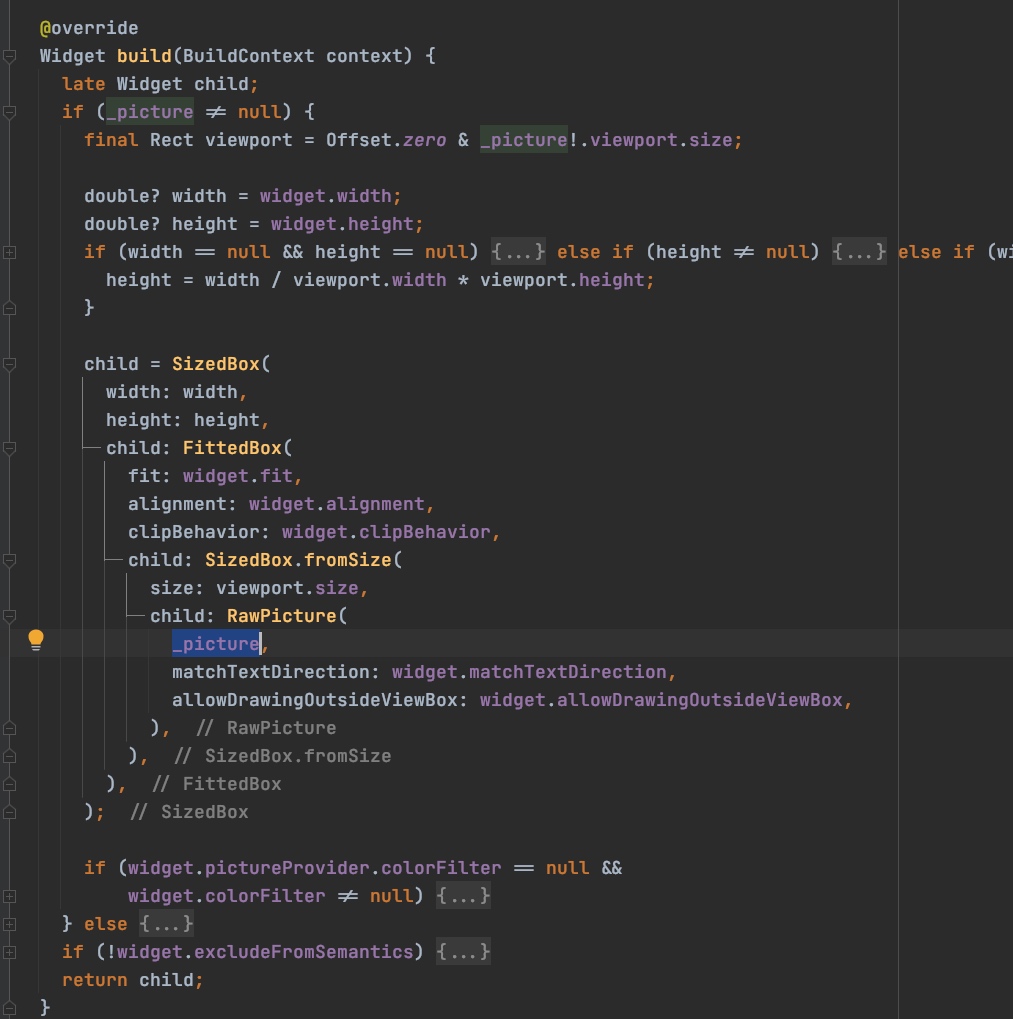 @override
Widget build(BuildContext context) {
late Widget child;
if (_picture != null) {
final Rect viewport = Offset.zero & _picture!.viewport.size;
double? width = widget.width;
double? height = widget.height;
if (width == null && height == null) {...} else if (height != null) {...} else if (wi
height = width / viewport.width * viewport.height;
}
child = SizedBox(
width: width,
height: height,
child: FittedBox(
fit: widget.fit,
alignment: widget.alignment,
clipBehavior: widget.clipBehavior,
child: SizedBox.fromSize(
size: viewport.size,
child: RawPicture(
_picture,
matchTextDirection: widget.matchTextDirection,
allowDrawingOutsideViewBox: widget.allowDrawingOutsideViewBox,
), // RawPicture
), // SizedBox.fromSize
), // FittedBox
); // SizedBox
if (widget.pictureProvider.colorFilter == null &&
widget.colorFilter != null) {...}
} else {...}
if (!widget.excludeFromSemantics) {...}
return child;
}